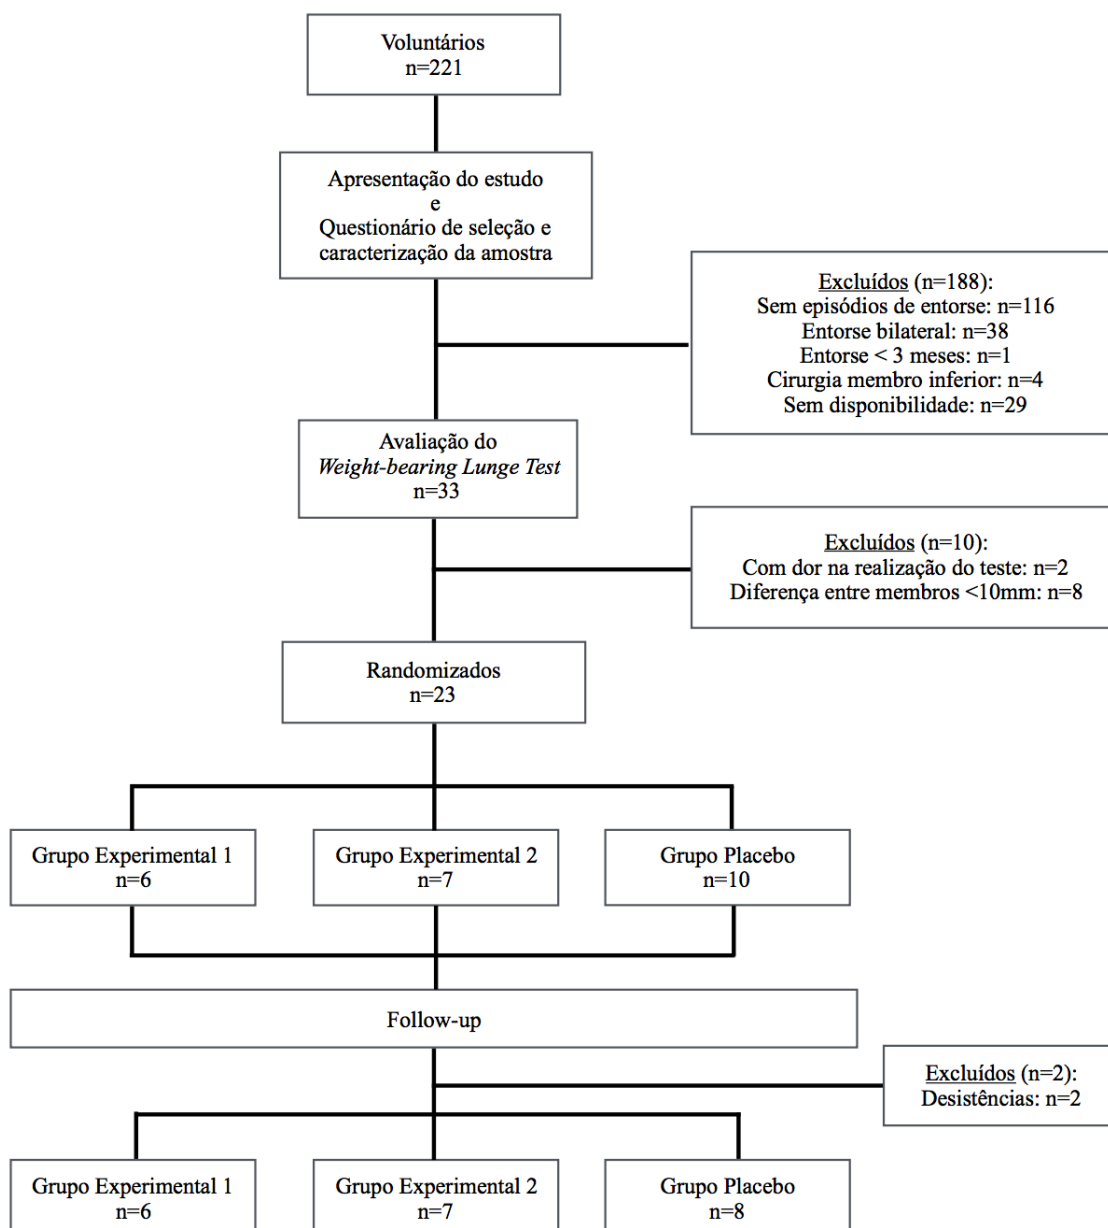 Voluntários
n=221
Apresentação do estudo
e
Questionário de seleção e
caracterização da amostra
Excluídos (n=188):
Sem episódios de entorse: n=116
Entorse bilateral: n=38
Entorse < 3 meses: n=1
Cirurgia membro inferior: n=4
Sem disponibilidade: n=29
Avaliação do
Weight-bearing Lunge Test
n=33
Excluídos (n=10):
Com dor na realização do teste: n=2
Diferença entre membros <10mm: n=8
Randomizados
n=23
Grupo Experimental 1
n=6
Grupo Experimental 2
n=7
Grupo Placebo
n=10
Follow-up
Excluídos (n=2):
Desistências: n=2
Grupo Experimental 1
n=6
Grupo Experimental 2
n=7
Grupo Placebo
n=8